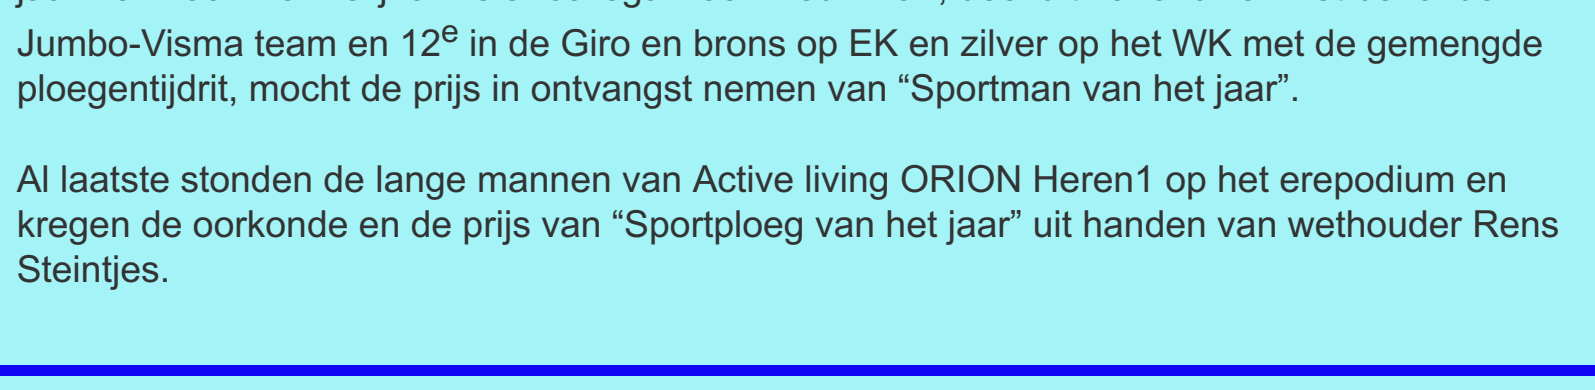 Jumbo-Visma team en 12e in de Giro en brons op EK en zilver op het WK met de gemengde
ploegentijdrit, mocht de prijs in ontvangst nemen van “Sportman van het jaar”.
Al laatste stonden de lange mannen van Active living ORION Heren1 op het erepodium en
kregen de oorkonde en de prijs van “Sportploeg van het jaar” uit handen van wethouder Rens
Steintjes.